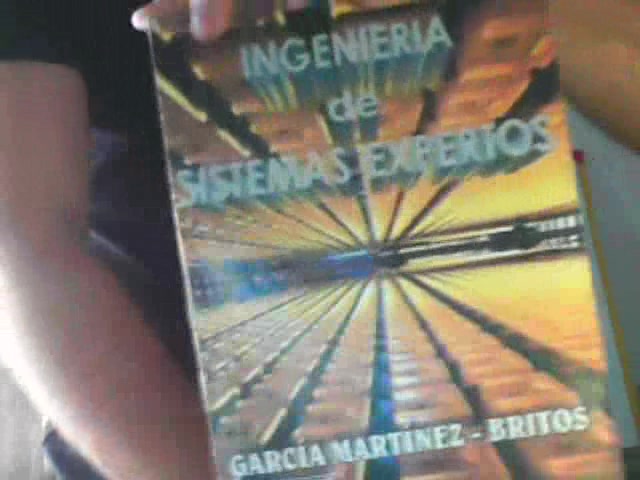 INGENIERIA
de
SISTEMAS EXPERTOS
GARCIA MARTINEZ - BRITOS